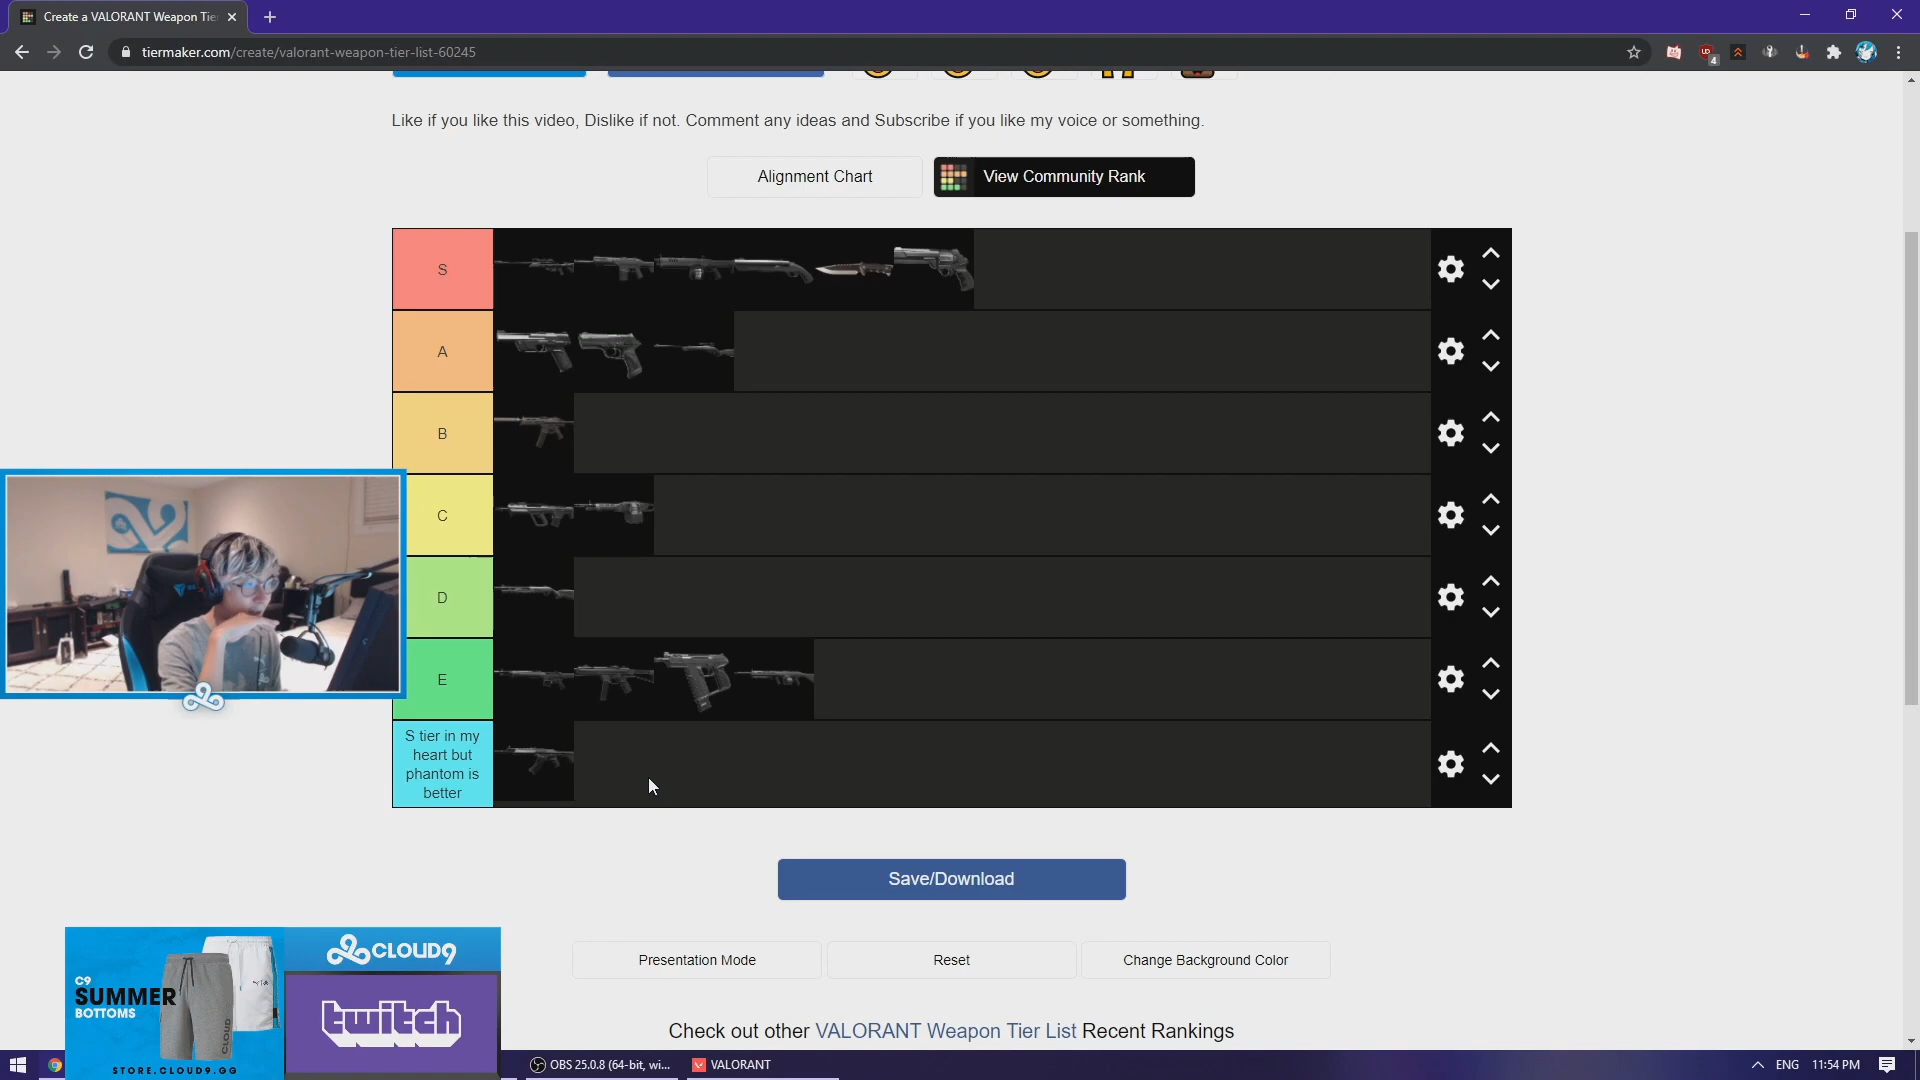 Create a VALORANT Weapon Tie
tiermaker.com/create/valorant-weapon-tier-list-60245
4
Like if you like this video, Dislike if not. Comment any ideas and Subscribe if you like my voice or something.
Alignment Chart
View Community Rank
S
A
B
C
D
E
S tier in my
heart but
phantom is
better
Save/Download
Presentation Mode
Reset
Change Background Color
Check out other VALORANT Weapon Tier List Recent Rankings
C9
SUMMER
BOTTOMS
STORE.CLOUD9.GG
CLOUD9
twitch
OBS 25.0.8 (64-bit, wi...
VALORANT
ENG
11:54 PM